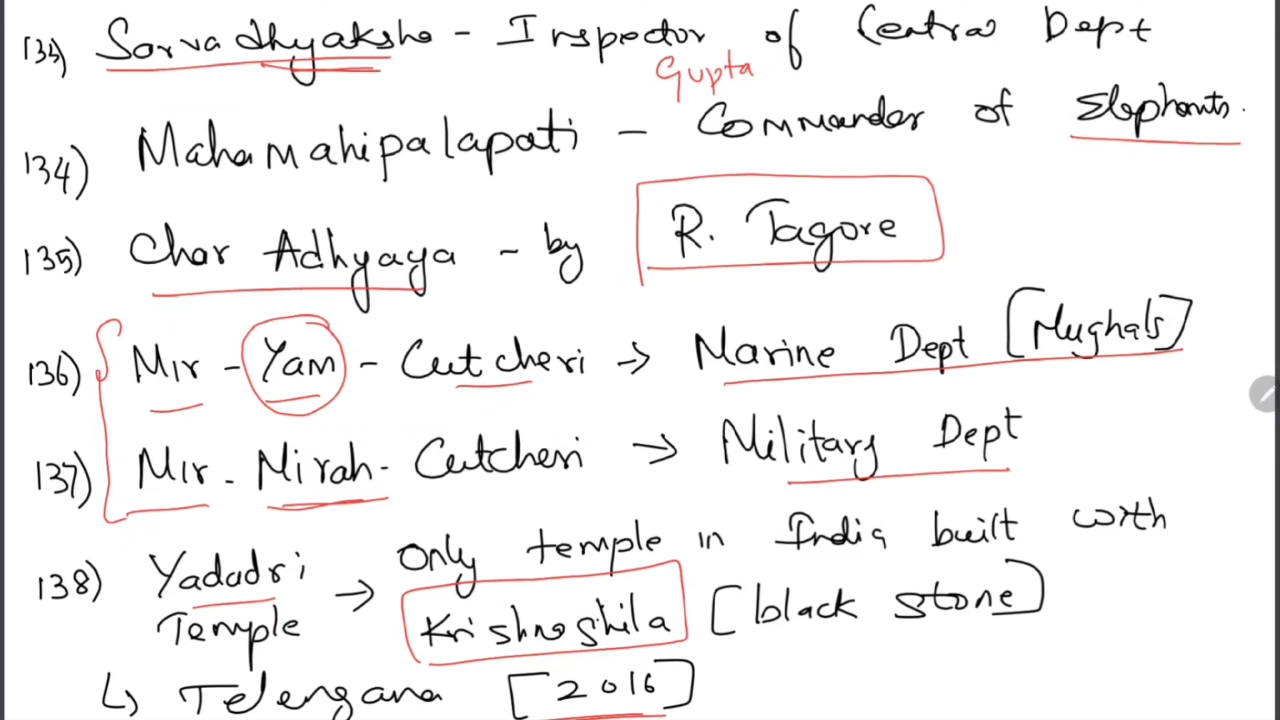 133) Sarvadhyaksha - Inspector of Central Dept
Gupta
134) Mahamahipalapati - Commander of Elephants.
135) Char Adhyaya - by R. Tagore
136) Mir - Yam - Cutcheri → Marine Dept [Mughals]
137) Mir - Mirah - Cutcheri → Military Dept
138) Yadadri Temple → Only temple in India built with
Krishnashila [black stone]
↳ Telengana [2016]